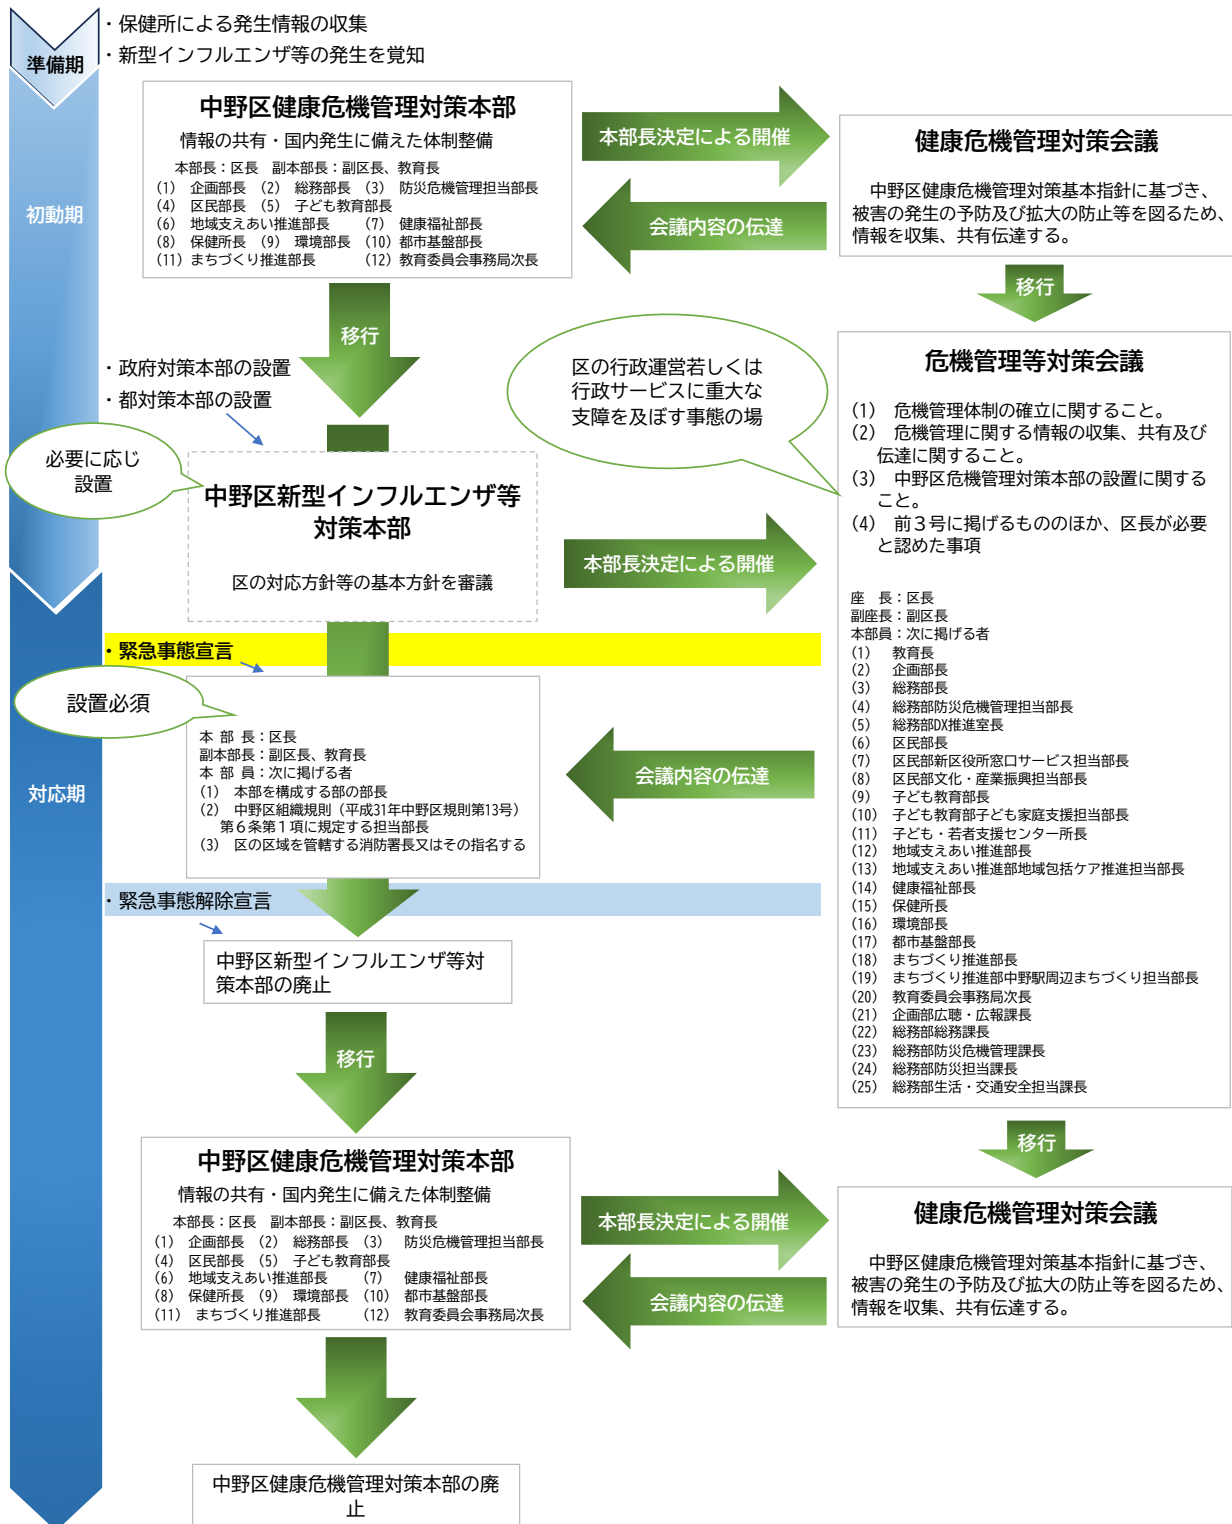 ・保健所による発生情報の収集
・新型インフルエンザ等の発生を覚知
準備期
初動期
対応期
中野区健康危機管理対策本部
情報の共有・国内発生に備えた体制整備
本部長：区長　副本部長：副区長、教育長
(1)　企画部長　(2)　総務部長　(3)　防災危機管理担当部長
(4)　区民部長　(5)　子ども教育部長
(6)　地域支えあい推進部長　(7)　健康福祉部長
(8)　保健所長　(9)　環境部長　(10) 都市基盤部長
(11) まちづくり推進部長　(12) 教育委員会事務局次長
本部長決定による開催
会議内容の伝達
健康危機管理対策会議
中野区健康危機管理対策基本指針に基づき、
被害の発生の予防及び拡大の防止等を図るため、
情報を収集、共有伝達する。
移行
移行
・政府対策本部の設置
・都対策本部の設置
必要に応じ
設置
中野区新型インフルエンザ等
対策本部
区の対応方針等の基本方針を審議
区の行政運営若しくは
行政サービスに重大な
支障を及ぼす事態の場
本部長決定による開催
危機管理等対策会議
(1)　危機管理体制の確立に関すること。
(2)　危機管理に関する情報の収集、共有及び
伝達に関すること。
(3)　中野区危機管理対策本部の設置に関する
こと。
(4)　前３号に掲げるもののほか、区長が必要
と認めた事項
座　長：区長
副座長：副区長
本部員：次に掲げる者
(1)　教育長
(2)　企画部長
(3)　総務部長
(4)　総務部防災危機管理担当部長
(5)　総務部DX推進室長
(6)　区民部長
(7)　区民部新区役所窓口サービス担当部長
(8)　区民部文化・産業振興担当部長
(9)　子ども教育部長
(10)　子ども教育部子ども家庭支援担当部長
(11)　子ども・若者支援センター所長
(12)　地域支えあい推進部長
(13)　地域支えあい推進部地域包括ケア推進担当部長
(14)　健康福祉部長
(15)　保健所長
(16)　環境部長
(17)　都市基盤部長
(18)　まちづくり推進部長
(19)　まちづくり推進部中野駅周辺まちづくり担当部長
(20)　教育委員会事務局次長
(21)　企画部広聴・広報課長
(22)　総務部総務課長
(23)　総務部防災危機管理課長
(24)　総務部防災担当課長
(25)　総務部生活・交通安全担当課長
・緊急事態宣言
設置必須
本 部 長：区長
副本部長：副区長、教育長
本 部 員：次に掲げる者
(1)　本部を構成する部の部長
(2)　中野区組織規則（平成31年中野区規則第13号）
第６条第１項に規定する担当部長
(3)　区の区域を管轄する消防署長又はその指名する
会議内容の伝達
・緊急事態解除宣言
中野区新型インフルエンザ等対
策本部の廃止
移行
移行
中野区健康危機管理対策本部
情報の共有・国内発生に備えた体制整備
本部長：区長　副本部長：副区長、教育長
(1)　企画部長　(2)　総務部長　(3)　防災危機管理担当部長
(4)　区民部長　(5)　子ども教育部長
(6)　地域支えあい推進部長　(7)　健康福祉部長
(8)　保健所長　(9)　環境部長　(10)　都市基盤部長
(11)　まちづくり推進部長　(12)　教育委員会事務局次長
本部長決定による開催
会議内容の伝達
健康危機管理対策会議
中野区健康危機管理対策基本指針に基づき、
被害の発生の予防及び拡大の防止等を図るため、
情報を収集、共有伝達する。
中野区健康危機管理対策本部の廃
止